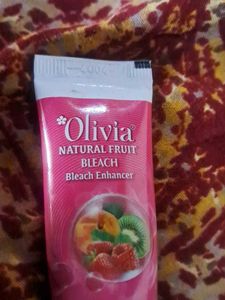 Olivia®
NATURAL FRUIT
BLEACH
Bleach Enhancer